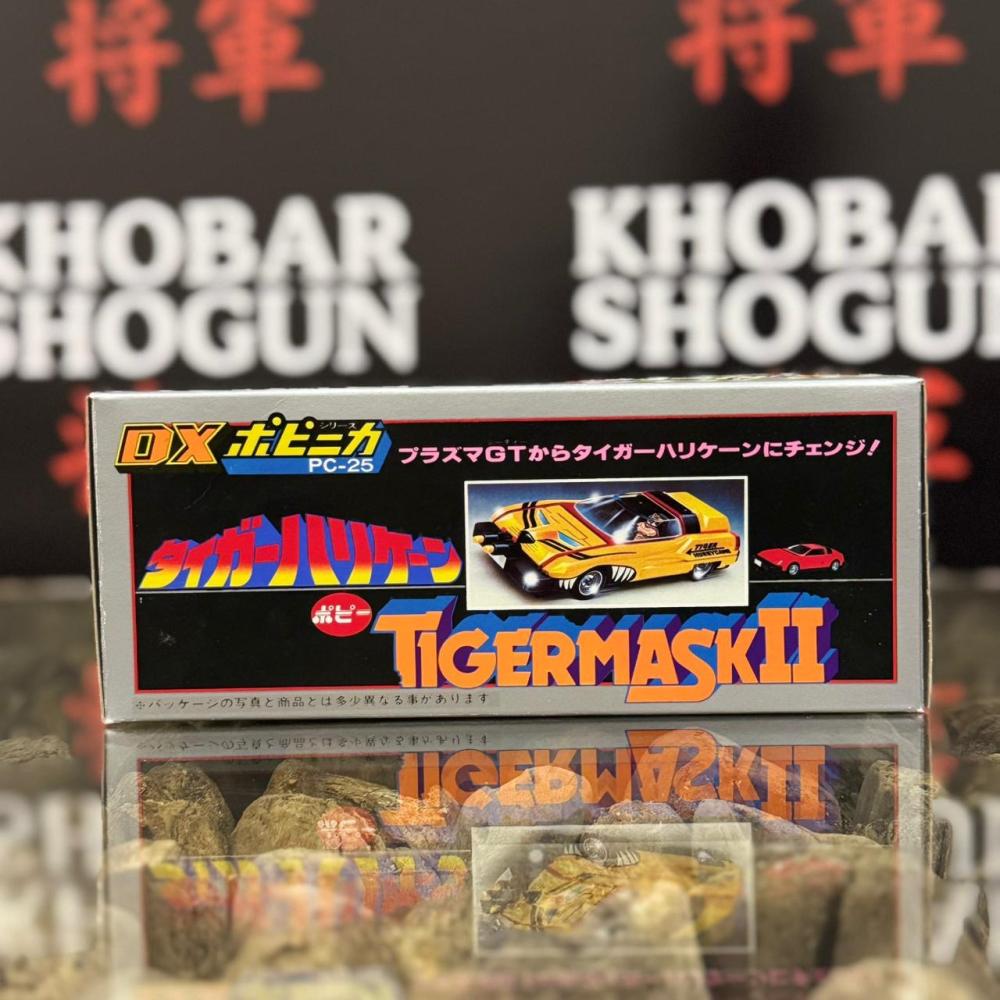 将軍
将軍
KHOBAR
SHOGUN
KHOBAR
SHOGU
DX ポピニカ シリーズ
PC-25
プラズマGTからタイガーハリケーンにチェンジ!
タイガーハリケーン
TIGER
HURRYCANE
ポピー
TIGERMASKII
※パッケージの写真と商品とは多少異なる事があります